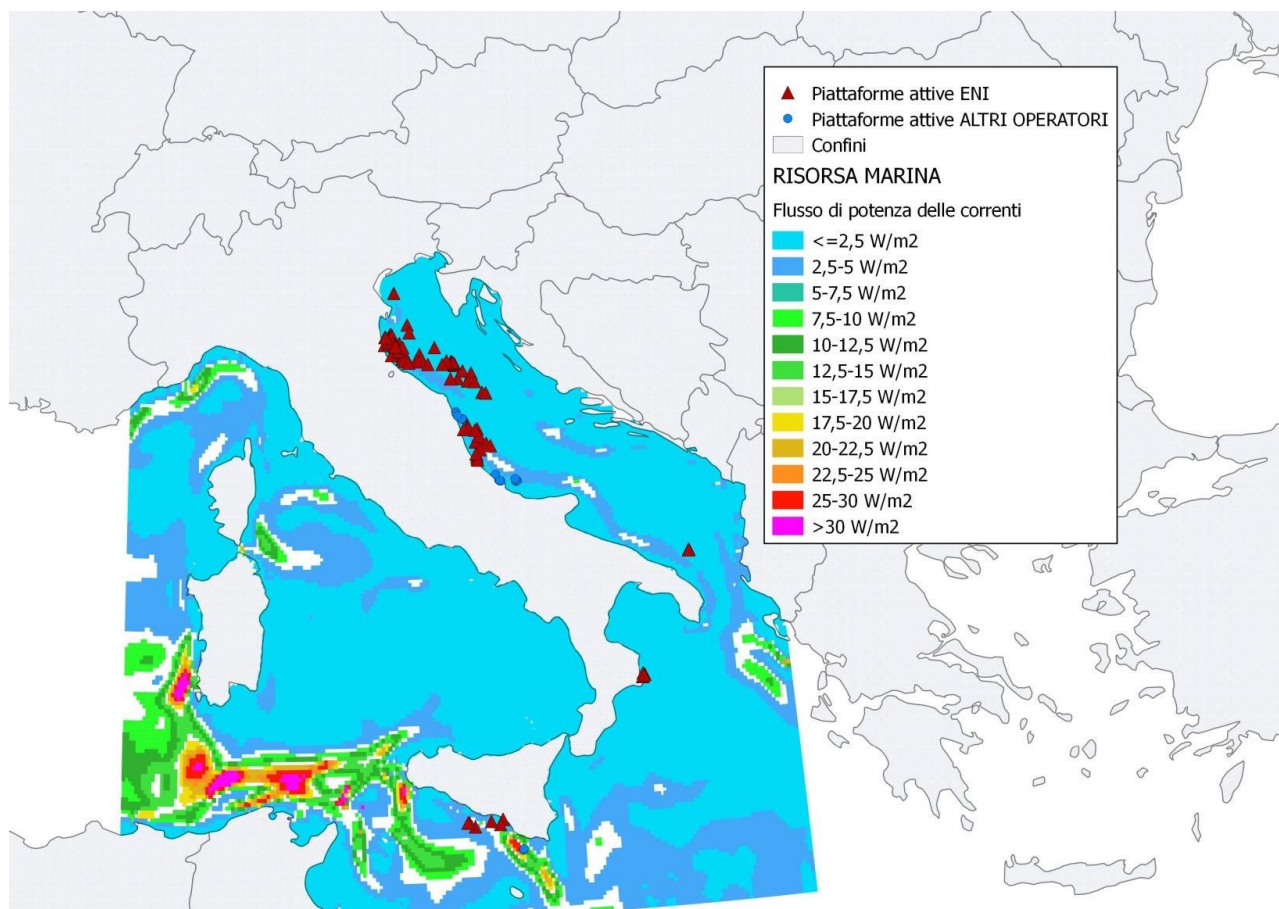 Piattaforme attive ENI
Piattaforme attive ALTRI OPERATORI
Confini
RISORSA MARINA
Flusso di potenza delle correnti
<=2,5 W/m2
2,5-5 W/m2
5-7,5 W/m2
7,5-10 W/m2
10-12,5 W/m2
12,5-15 W/m2
15-17,5 W/m2
17,5-20 W/m2
20-22,5 W/m2
22,5-25 W/m2
25-30 W/m2
>30 W/m2